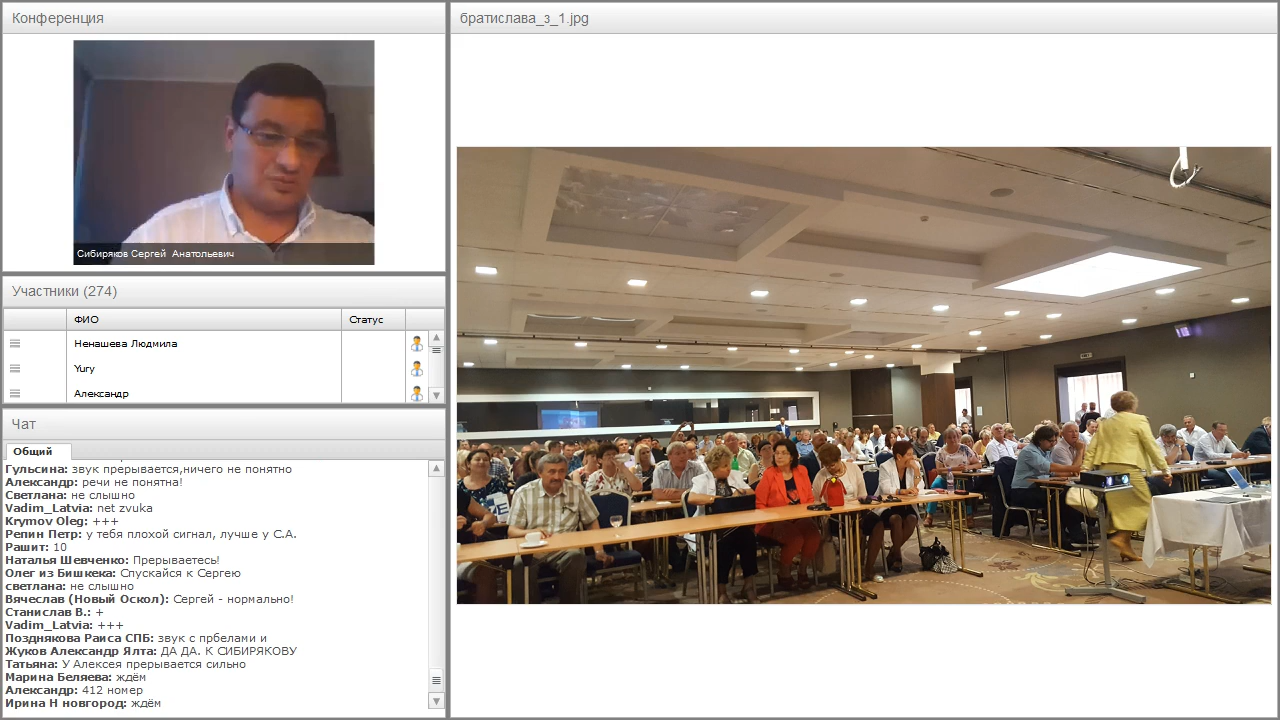 Конференция
Сибиряков Сергей Анатольевич
Участники (274)
ФИО Статус
Ненашева Людмила
Yury
Александр
Чат
Общий
Гульсина: звук прерывается,ничего не понятно
Александр: речи не понятна!
Светлана: не слышно
Vadim_Latvia: net zvuka
Krymov Oleg: +++
Репин Петр: у тебя плохой сигнал, лучше у С.А.
Рашит: 10
Наталья Шевченко: Прерываетесь!
Олег из Бишкека: Спускайся к Сергею
светлана: не слышно
Вячеслав (Новый Оскол): Сергей - нормально!
Станислав В.: +
Vadim_Latvia: +++
Позднякова Раиса СПБ: звук с прбелами и
Жуков Александр Ялта: ДА ДА. К СИБИРЯКОВУ
Татьяна: У Алексея прерывается сильно
Марина Беляева: ждём
Александр: 412 номер
Ирина Н новгород: ждём
братислава_з_1.jpg